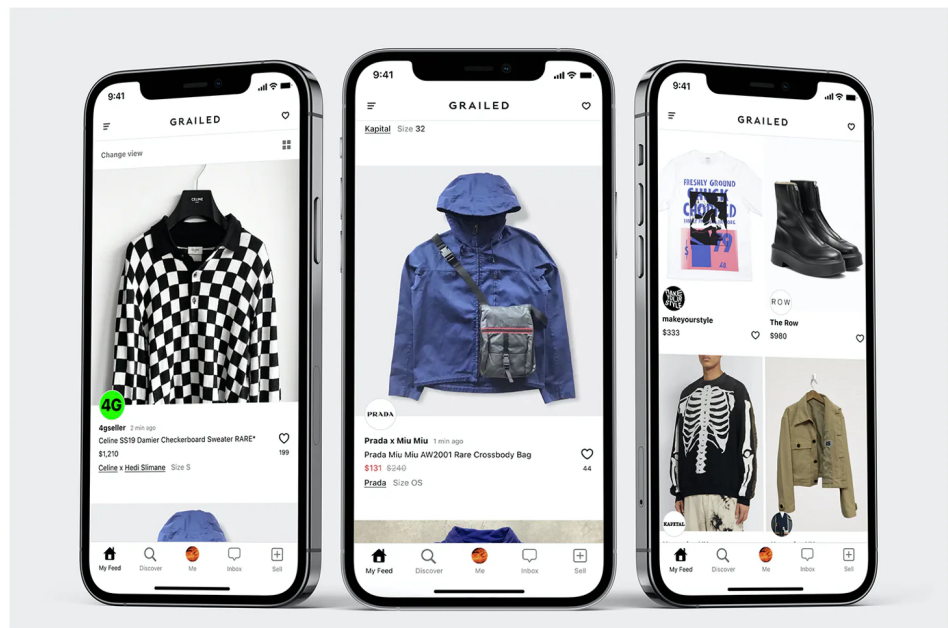 9:41
GRAILED
Change view
CELINE
4G
4gseller 2 min ago
Celine SS19 Damier Checkerboard Sweater RARE*
$1,210
199
Celine x Hedi Slimane Size S
My Feed
Discover
Me
Inbox
Sell
9:41
GRAILED
Kapital Size 32
PRADA
Prada x Miu Miu 1 min ago
Prada Miu Miu AW2001 Rare Crossbody Bag
$131 $240
44
Prada Size OS
My Feed
Discover
Me
Inbox
Sell
9:41
GRAILED
FRESHLY GROUND
$ 79
MAKE
YOUR
STYLE
ROW
makeyourstyle
The Row
$333
$980
KAPITAL
My Feed
Discover
Me
Inbox
Sell